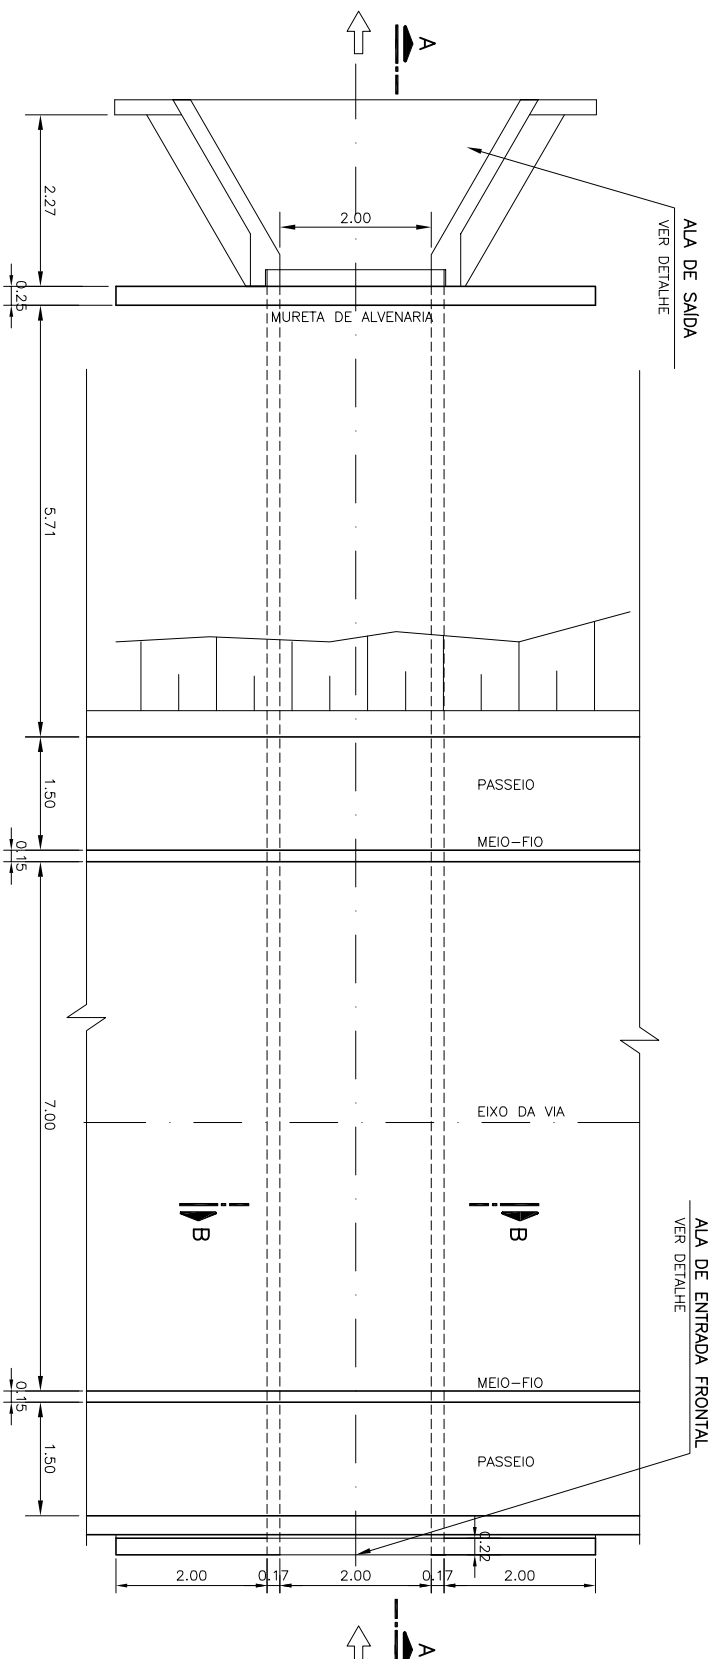 A
ALA DE SAÍDA
VER DETALHE
2.27
2.00
0.25
MURETA DE ALVENARIA
5.71
1.50
PASSEIO
MEIO-FIO
0.15
7.00
EIXO DA VIA
B
B
ALA DE ENTRADA FRONTAL
VER DETALHE
MEIO-FIO
0.15
1.50
PASSEIO
0.22
2.00
0.17
2.00
0.17
2.00
A